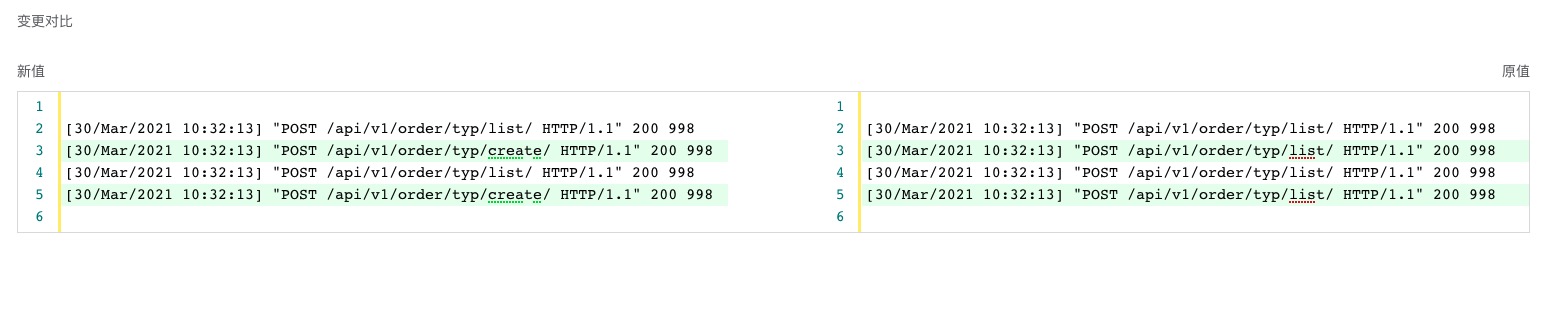 变更对比
新值 原值
1 1
2 [30/Mar/2021 10:32:13] "POST /api/v1/order/typ/list/ HTTP/1.1" 200 998 2 [30/Mar/2021 10:32:13] "POST /api/v1/order/typ/list/ HTTP/1.1" 200 998
3 [30/Mar/2021 10:32:13] "POST /api/v1/order/typ/create/ HTTP/1.1" 200 998 3 [30/Mar/2021 10:32:13] "POST /api/v1/order/typ/list/ HTTP/1.1" 200 998
4 [30/Mar/2021 10:32:13] "POST /api/v1/order/typ/list/ HTTP/1.1" 200 998 4 [30/Mar/2021 10:32:13] "POST /api/v1/order/typ/list/ HTTP/1.1" 200 998
5 [30/Mar/2021 10:32:13] "POST /api/v1/order/typ/create/ HTTP/1.1" 200 998 5 [30/Mar/2021 10:32:13] "POST /api/v1/order/typ/list/ HTTP/1.1" 200 998
6 6